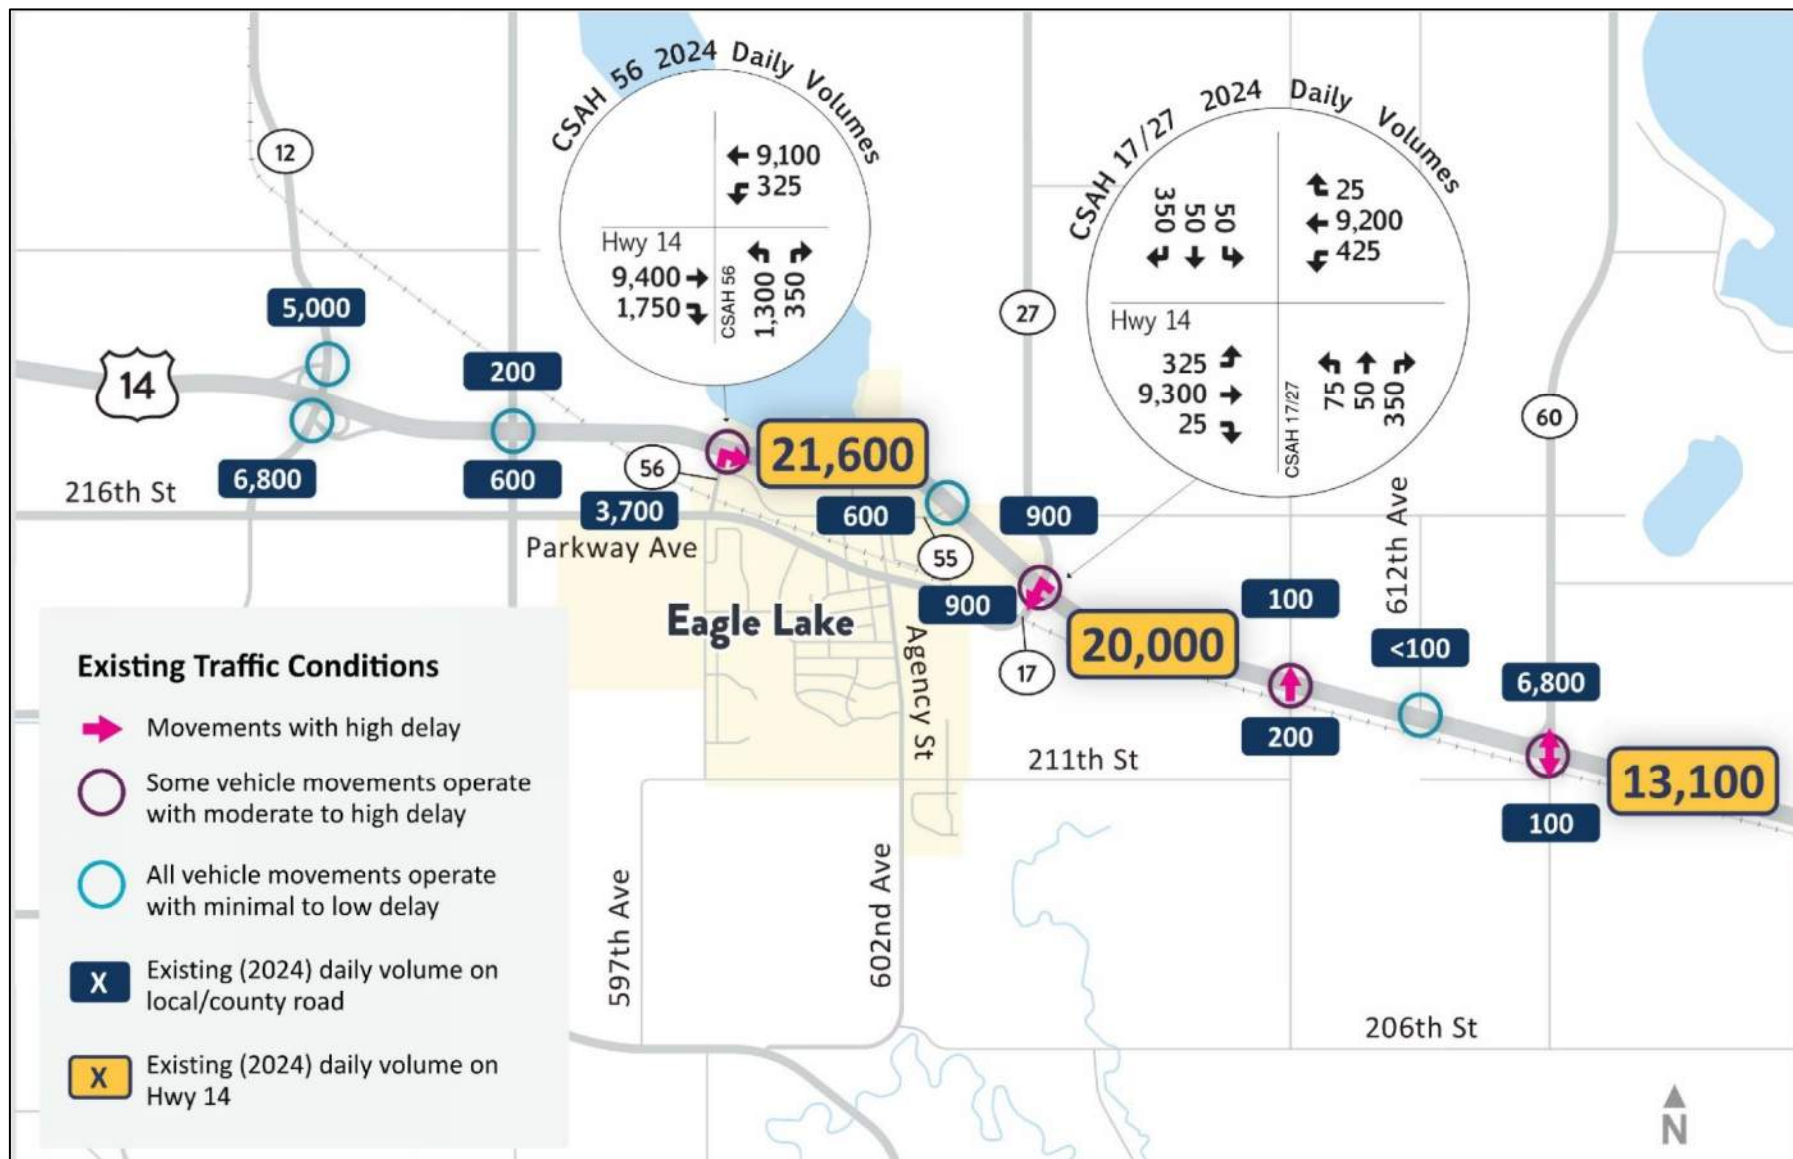 CSAH 56 2024 Daily Volumes
9,100
325
Hwy 14
9,400
1,750
CSAH 56
1,300
350
CSAH 17/27 2024 Daily Volumes
350
50
50
25
9,200
425
Hwy 14
325
9,300
25
CSAH 17/27
75
50
350
12
27
60
5,000
14
200
6,800
600
216th St
56
21,600
3,700
600
900
Parkway Ave
55
612th Ave
900
Eagle Lake
Agency St
17
20,000
100
<100
200
6,800
211th St
13,100
100
597th Ave
602nd Ave
206th St
N
Existing Traffic Conditions
Movements with high delay
Some vehicle movements operate
with moderate to high delay
All vehicle movements operate
with minimal to low delay
X
Existing (2024) daily volume on
local/county road
X
Existing (2024) daily volume on
Hwy 14